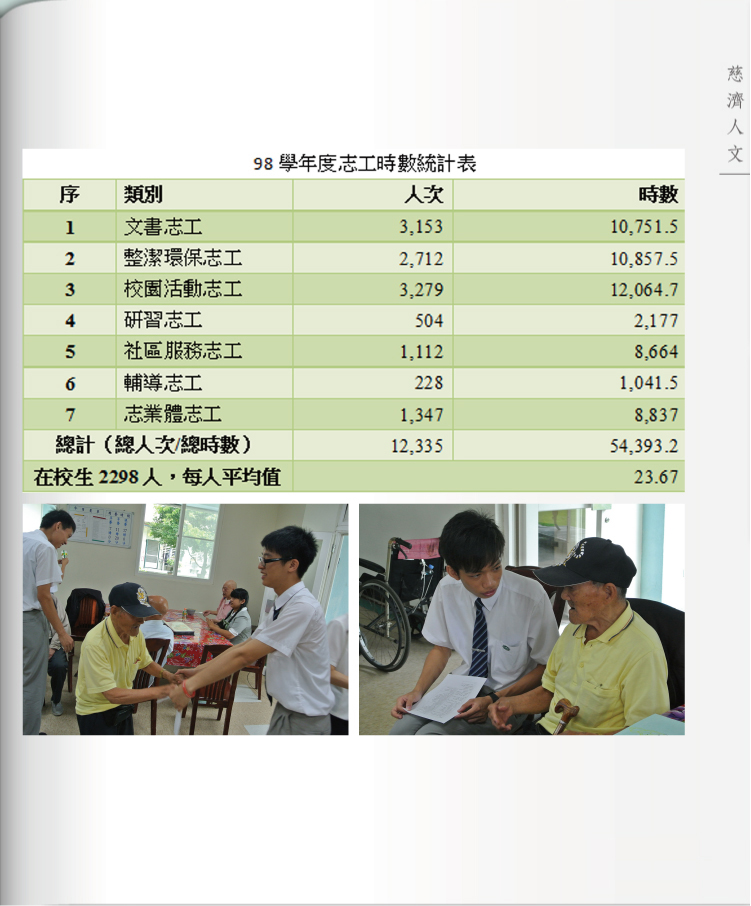 慈濟人文
98 學年度志工時數統計表
序 類別 人次 時數
1 文書志工 3,153 10,751.5
2 整潔環保志工 2,712 10,857.5
3 校園活動志工 3,279 12,064.7
4 研習志工 504 2,177
5 社區服務志工 1,112 8,664
6 輔導志工 228 1,041.5
7 志業體志工 1,347 8,837
總計（總人次/總時數） 12,335 54,393.2
在校生 2298 人，每人平均值 23.67